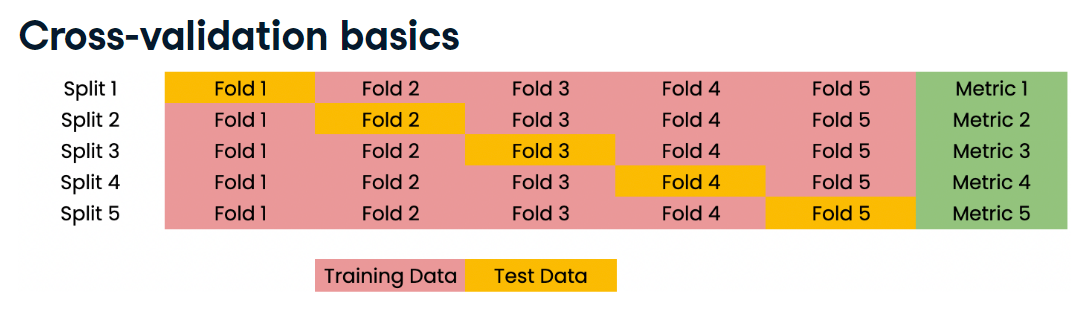 Cross-validation basics
Split 1 Fold 1 Fold 2 Fold 3 Fold 4 Fold 5 Metric 1
Split 2 Fold 1 Fold 2 Fold 3 Fold 4 Fold 5 Metric 2
Split 3 Fold 1 Fold 2 Fold 3 Fold 4 Fold 5 Metric 3
Split 4 Fold 1 Fold 2 Fold 3 Fold 4 Fold 5 Metric 4
Split 5 Fold 1 Fold 2 Fold 3 Fold 4 Fold 5 Metric 5
Training Data Test Data